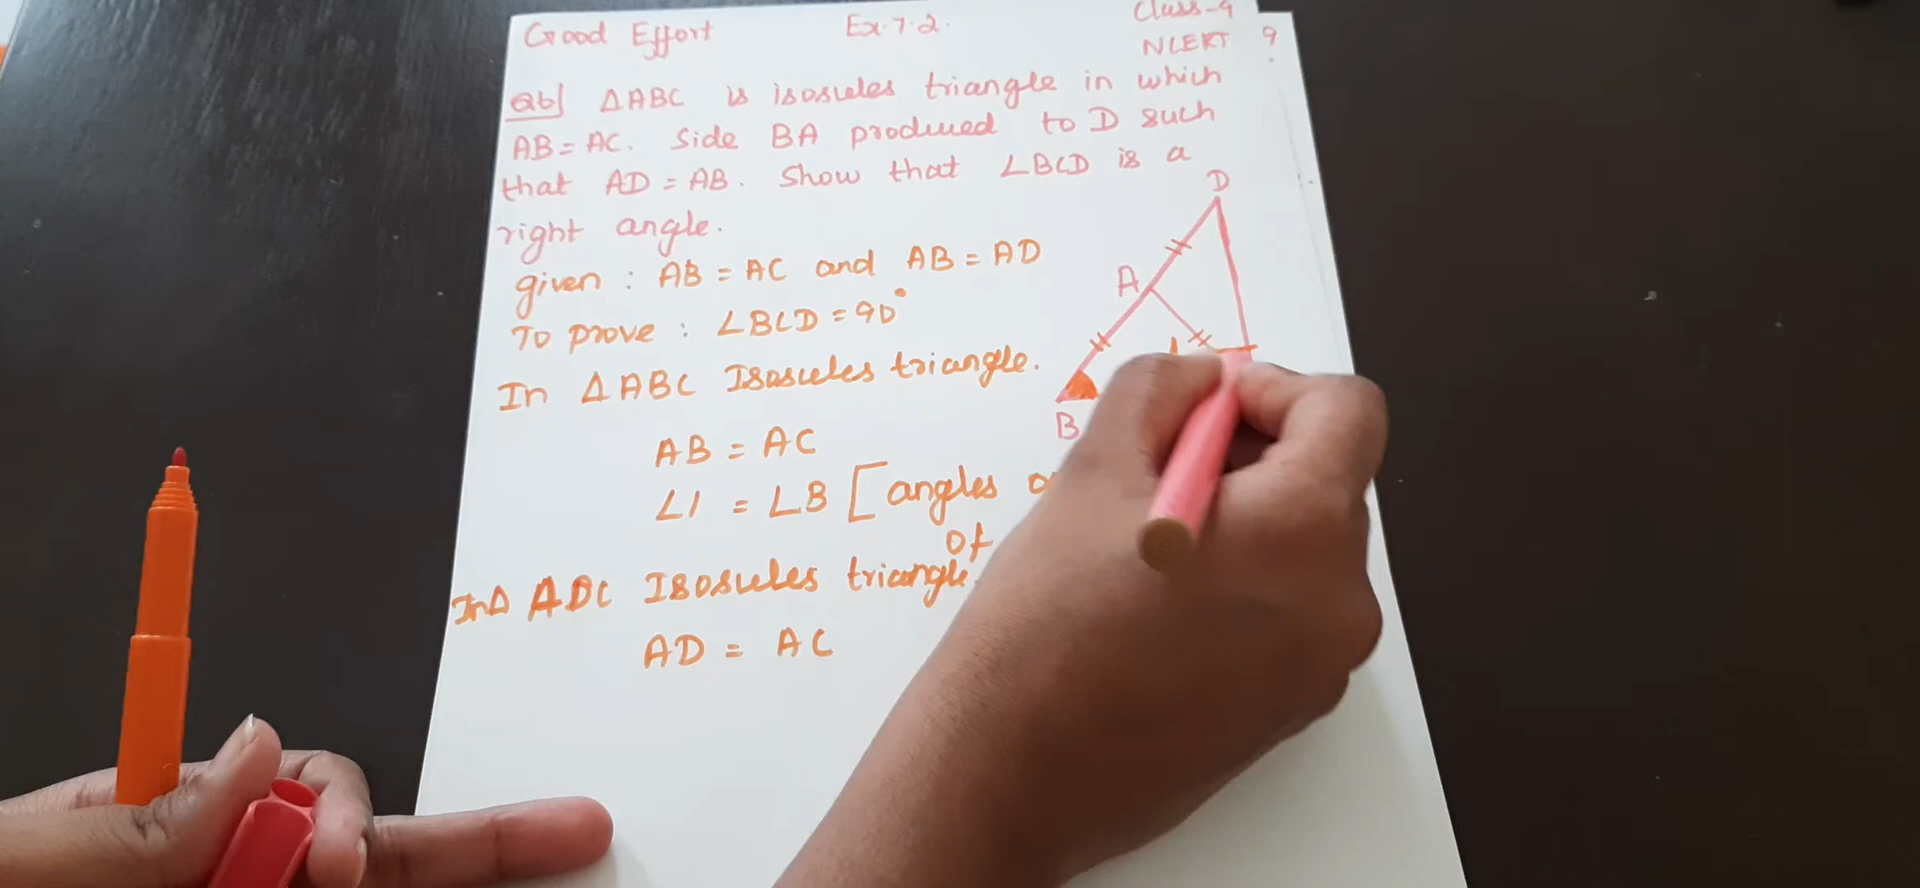 Good Effort Ex.7.2. Class-9
NCERT 9
Q6) ΔABC is isosceles triangle in which
AB = AC. Side BA produced to D such
that AD = AB. Show that ∠BCD is a
right angle.
given : AB = AC and AB = AD
To prove : ∠BCD = 90°
In ΔABC Isosceles triangle.
AB = AC
∠1 = ∠B [angles
of
In Δ ADC Isosceles triangle
AD = AC
D
A
B